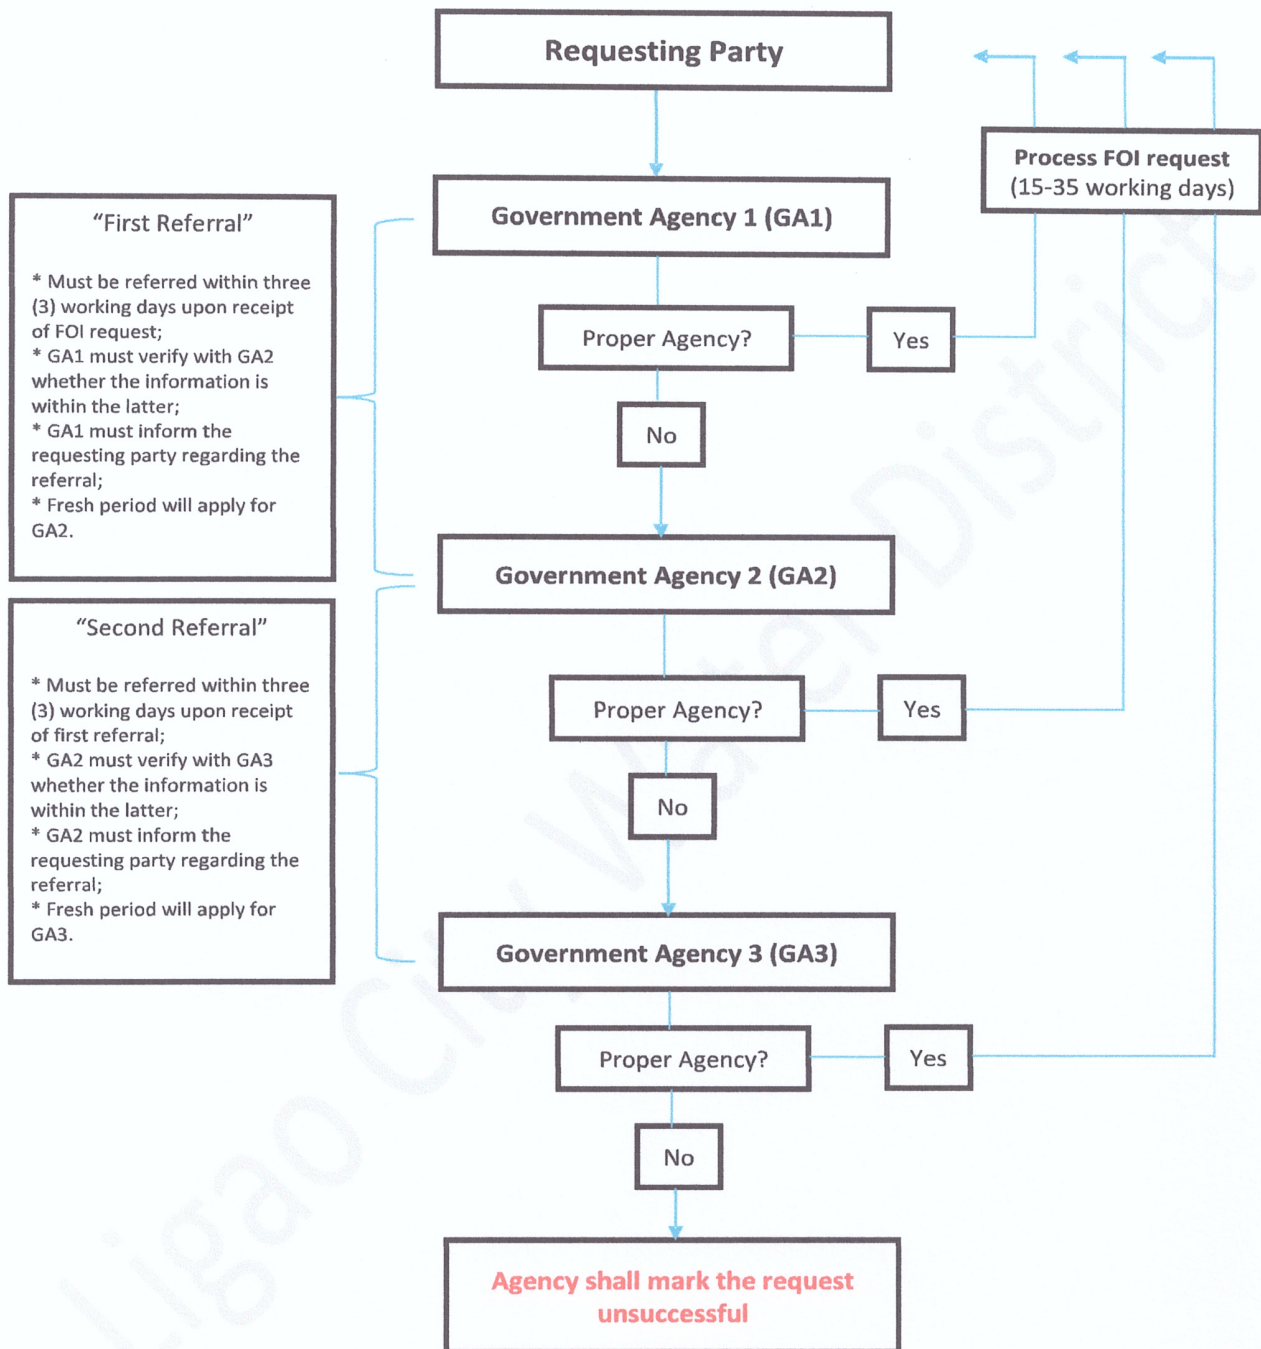 Requesting Party
Process FOI request
(15-35 working days)
Government Agency 1 (GA1)
“First Referral”
* Must be referred within three
(3) working days upon receipt
of FOI request;
* GA1 must verify with GA2
whether the information is
within the latter;
* GA1 must inform the
requesting party regarding the
referral;
* Fresh period will apply for
GA2.
Proper Agency?
Yes
No
Government Agency 2 (GA2)
“Second Referral”
* Must be referred within three
(3) working days upon receipt
of first referral;
* GA2 must verify with GA3
whether the information is
within the latter;
* GA2 must inform the
requesting party regarding the
referral;
* Fresh period will apply for
GA3.
Proper Agency?
Yes
No
Government Agency 3 (GA3)
Proper Agency?
Yes
No
Agency shall mark the request
unsuccessful
Ligao City Water District